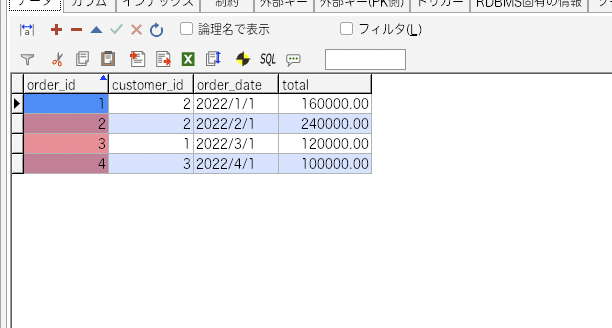 データ カラム インデックス 制約 外部キー 外部キー(PK側) トリガー RDBMS固有の情報
a 論理名で表示 フィルタ(L)
SQL
order_id customer_id order_date total
1 2 2022/1/1 160000.00
2 2 2022/2/1 240000.00
3 1 2022/3/1 120000.00
4 3 2022/4/1 100000.00